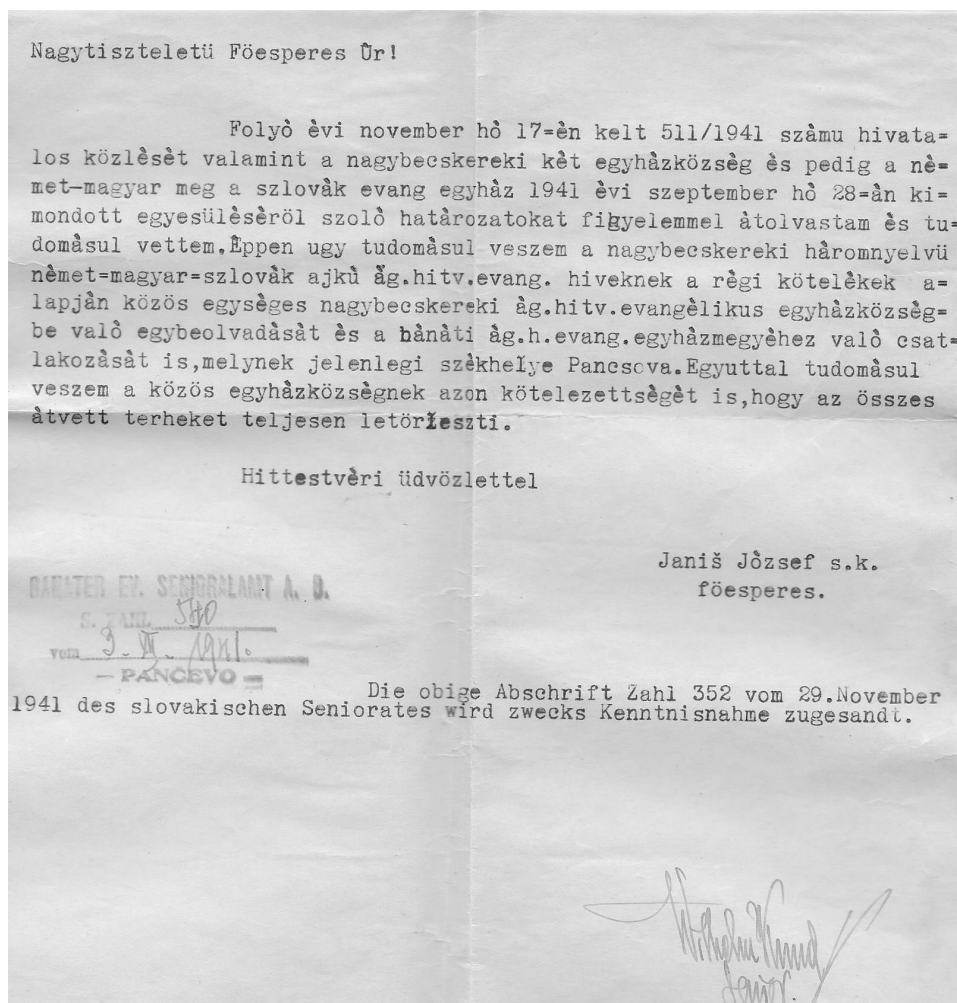 Nagytiszteletü Föesperes Ůr!
Folyò èvi november hò 17=èn kelt 511/1941 szàmu hivata=
los közlèsèt valamint a nagybecskereki kèt egyhàzközsèg ès pedig a nè=
met-magyar meg a szlovàk evang egyhàz 1941 èvi szeptember hò 28=àn ki=
mondott egyesülèsèröl szolò hatàrozatokat figyelemmel àtolvastam ès tu=
domàsul vettem.Èppen ugy tudomàsul veszem a nagybecskereki hàromnyelvü
nèmet=magyar=szlovàk ajkù àg.hitv.evang. hiveknek a règi kötelèkek a=
lapjàn közös egysèges nagybecskereki àg.hitv.evangèlikus egyhàzközsèg=
be valò egybeolvadàsàt ès a bànàti àg.h.evang.egyhàzmegyèhez valò csat=
lakozàsàt is,melynek jelenlegi szèkhelye Pancsova.Egyuttal tudomàsul
veszem a közös egyhàzközsègnek azon kötelezettsègèt is,hogy az összes
àtvett terheket teljesen letörleszti.
Hittestvèri üdvözlettel
Janiš Jòzsef s.k.
föesperes.
BANATER EV. SENIORALAMT A. B.
S. ZAHL 540
vom 3. XII. 1941.
— PANČEVO —
Die obige Abschrift Zahl 352 vom 29.November
1941 des slovakischen Seniorates wird zwecks Kenntnisnahme zugesandt.
Wilhelm Kund
Senior.